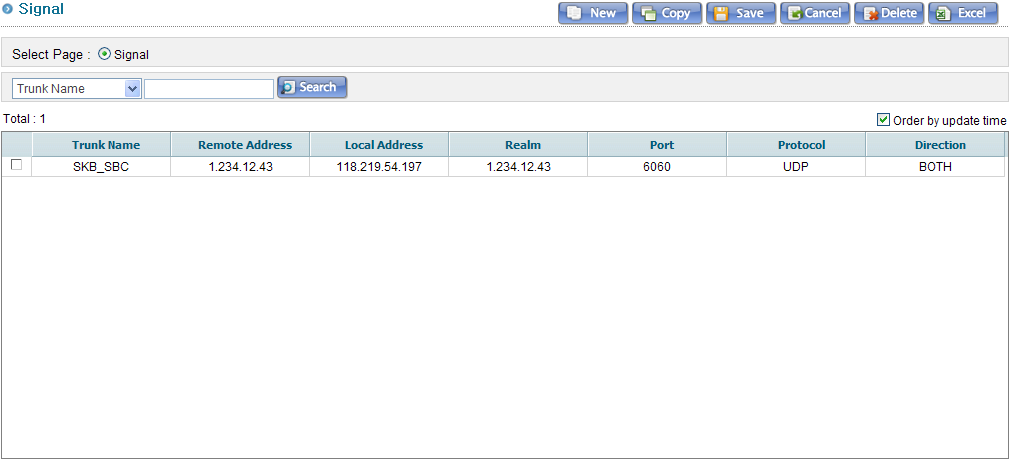 Signal
New Copy Save Cancel Delete Excel
Select Page : Signal
Trunk Name Search
Total : 1 Order by update time
Trunk Name Remote Address Local Address Realm Port Protocol Direction
SKB_SBC 1.234.12.43 118.219.54.197 1.234.12.43 6060 UDP BOTH